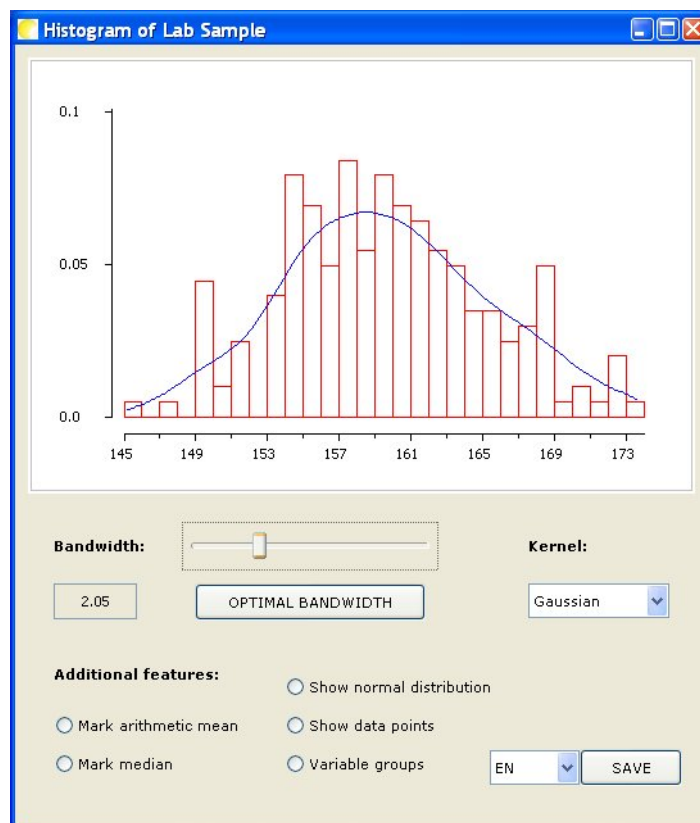 Histogram of Lab Sample
0.1
0.05
0.0
145 149 153 157 161 165 169 173
Bandwidth:
Kernel:
2.05
OPTIMAL BANDWIDTH
Gaussian
Additional features:
Show normal distribution
Mark arithmetic mean
Show data points
Mark median
Variable groups
EN
SAVE